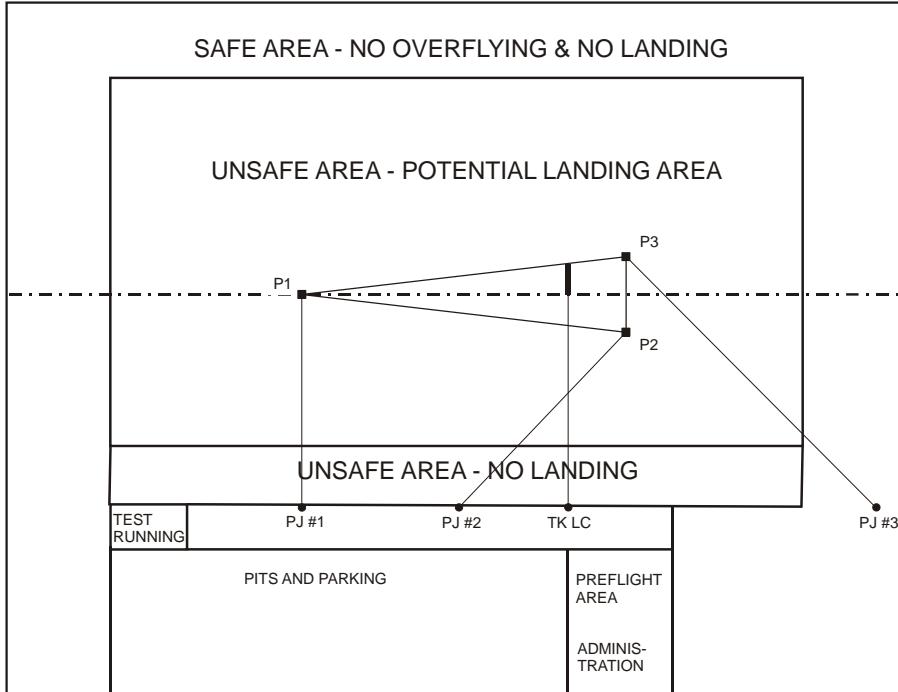 SAFE AREA - NO OVERFLYING & NO LANDING
UNSAFE AREA - POTENTIAL LANDING AREA
P3
P1
P2
UNSAFE AREA - NO LANDING
TEST
RUNNING
PJ #1
PJ #2
TK LC
PJ #3
PITS AND PARKING
PREFLIGHT
AREA
ADMINIS-
TRATION